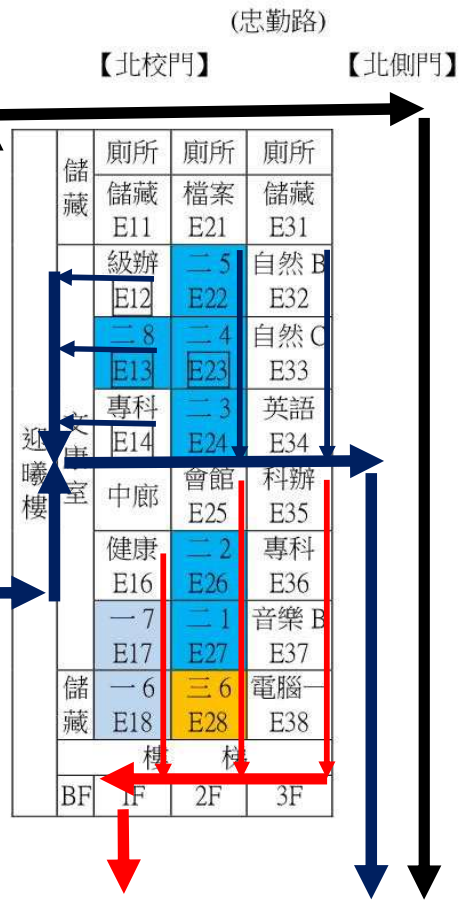 (忠勤路)
【北校門】 【北側門】
儲藏 廁所 廁所 廁所
儲藏 檔案 儲藏
E11 E21 E31
級辦 二 5 自然 B
E12 E22 E32
二 8 二 4 自然 C
E13 E23 E33
專科 二 3 英語
E14 E24 E34
迎曦樓 安康室
中廊 會館 科辦
E25 E35
健康 二 2 專科
E16 E26 E36
一 7 二 1 音樂 B
E17 E27 E37
儲藏 一 6 三 6 電腦一
E18 E28 E38
樓 梯
BF 1F 2F 3F